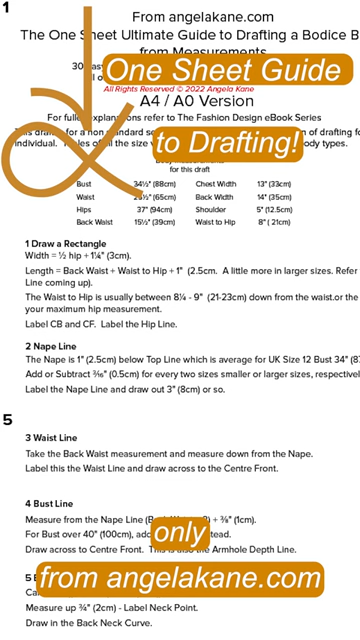 1
From angelakane.com
The One Sheet Ultimate Guide to Drafting a Bodice B
from Measurements
One Sheet Guide
All Rights Reserved © 2022 Angela Kane
A4 / A0 Version
For full explanations refer to The Fashion Design eBook Series
to Drafting!
for this draft
Bust 34½" (88cm) Chest Width 13" (33cm)
Waist (65cm) Back Width 14" (35cm)
Hips 37" (94cm) Shoulder 5" (12.5cm)
Back Waist 15½" (39cm) Waist to Hip 8" ( 21cm)
1 Draw a Rectangle
Width = ½ hip + 1¼" (3cm).
Length = Back Waist + Waist to Hip + 1" (2.5cm. A little more in larger sizes. Refer
Line coming up).
The Waist to Hip is usually between 8¼ - 9" (21-23cm) down from the waist.or the
your maximum hip measurement.
Label CB and CF. Label the Hip Line.
2 Nape Line
The Nape is 1" (2.5cm) below Top Line which is average for UK Size 12 Bust 34" (8
Add or Subtract ³⁄₁₆" (0.5cm) for every two sizes smaller or larger sizes, respectivel
Label the Nape Line and draw out 3" (8cm) or so.
5
3 Waist Line
Take the Back Waist measurement and measure down from the Nape.
Label this the Waist Line and draw across to the Centre Front.
4 Bust Line
Measure from the Nape Line + ⅜" (1cm).
For Bust over 40" (100cm),
only
Draw across to Centre Front. This is also the Armhole Depth Line.
5
from angelakane.com
Measure up ¾" (2cm) - Label Neck Point.
Draw in the Back Neck Curve.